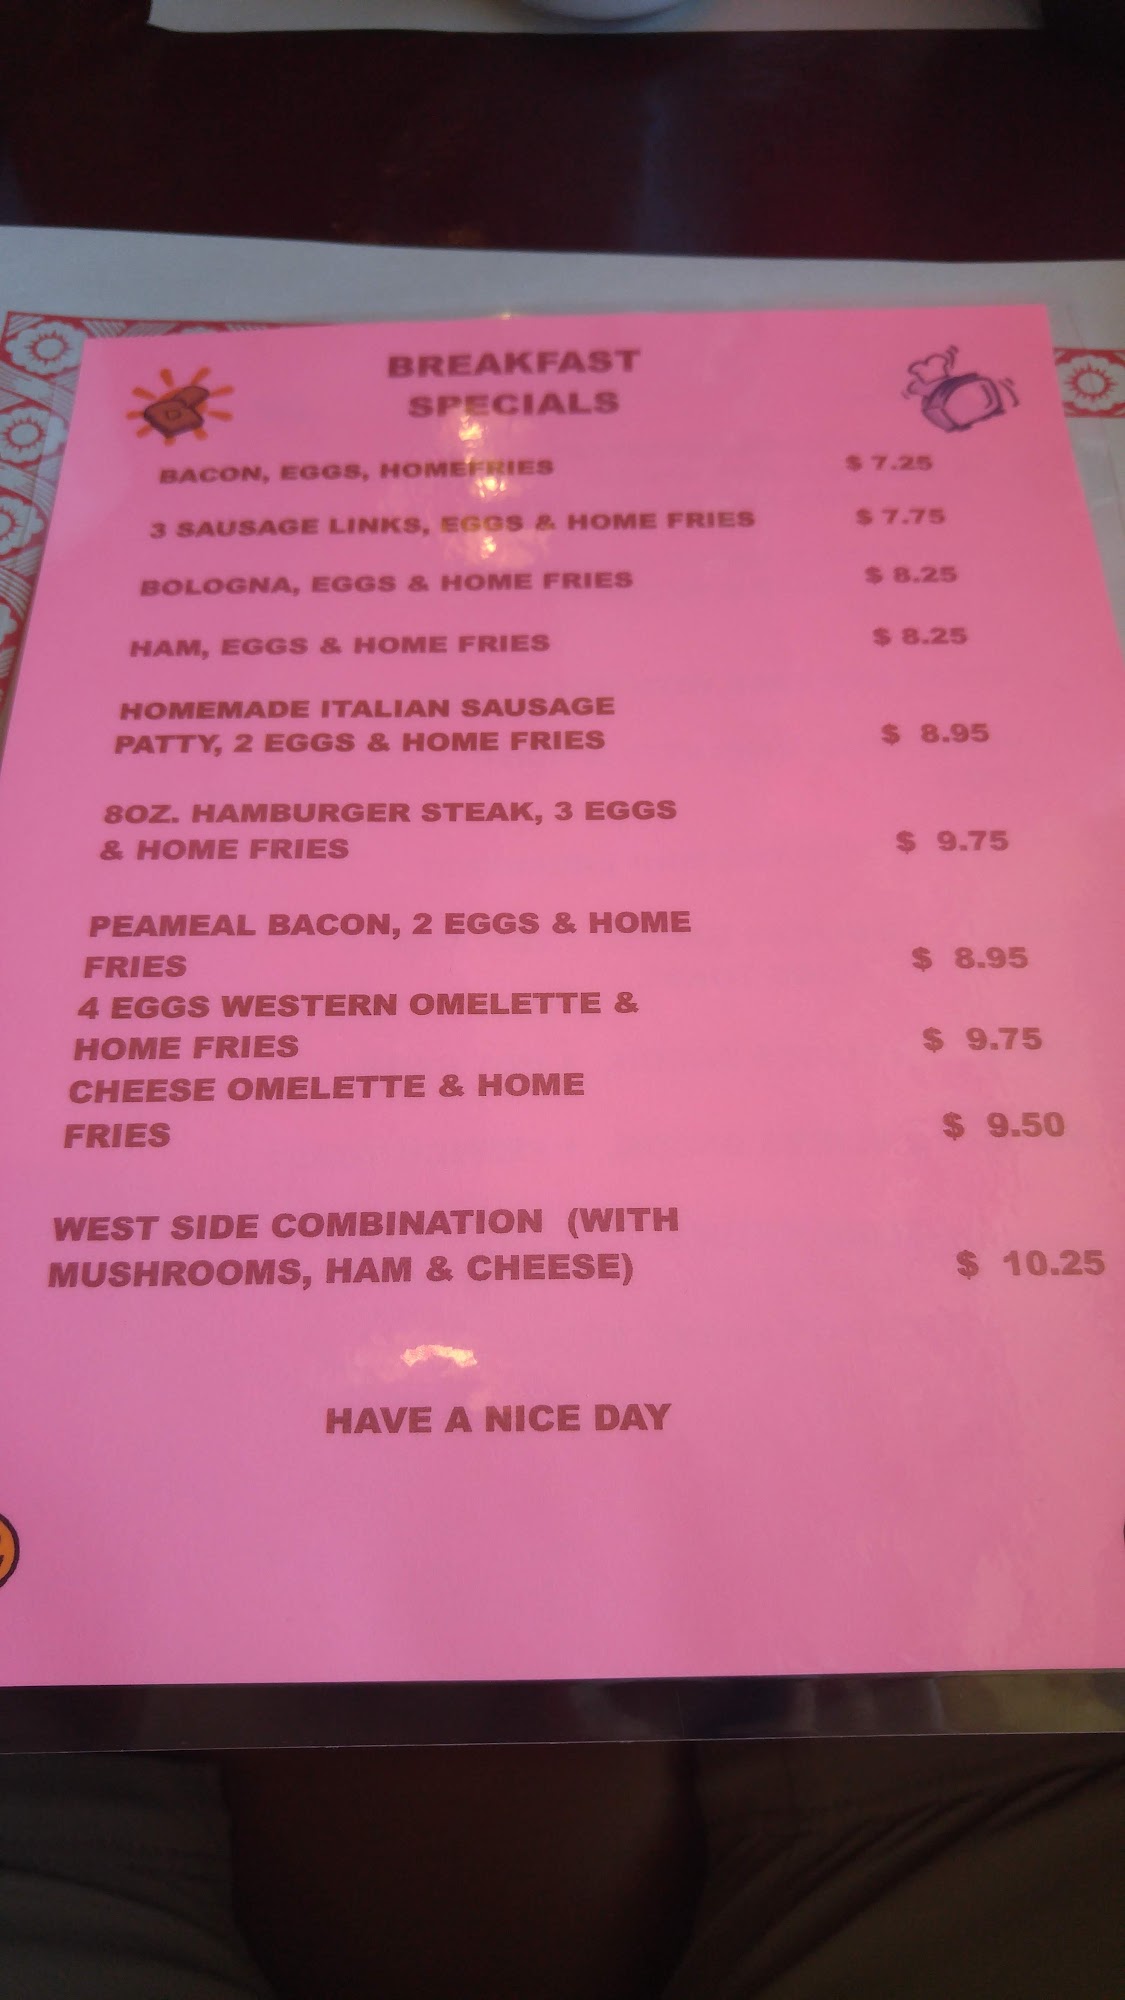 BREAKFAST
SPECIALS
BACON, EGGS, HOMEFRIES $ 7.25
3 SAUSAGE LINKS, EGGS & HOME FRIES $ 7.75
BOLOGNA, EGGS & HOME FRIES $ 8.25
HAM, EGGS & HOME FRIES $ 8.25
HOMEMADE ITALIAN SAUSAGE
PATTY, 2 EGGS & HOME FRIES $ 8.95
8OZ. HAMBURGER STEAK, 3 EGGS
& HOME FRIES $ 9.75
PEAMEAL BACON, 2 EGGS & HOME
FRIES $ 8.95
4 EGGS WESTERN OMELETTE &
HOME FRIES $ 9.75
CHEESE OMELETTE & HOME
FRIES $ 9.50
WEST SIDE COMBINATION (WITH
MUSHROOMS, HAM & CHEESE) $ 10.25
HAVE A NICE DAY